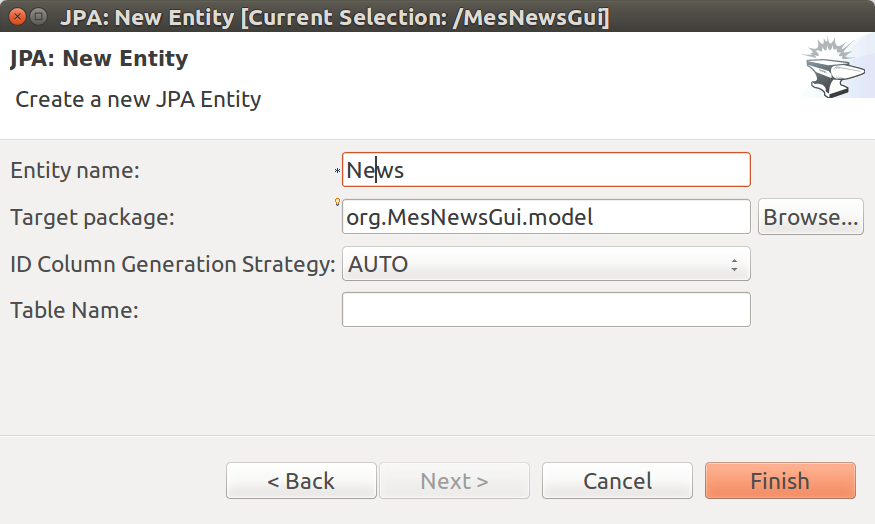 JPA: New Entity [Current Selection: /MesNewsGui]
JPA: New Entity
Create a new JPA Entity
Entity name: * News
Target package: org.MesNewsGui.model Browse...
ID Column Generation Strategy: AUTO
Table Name:
< Back Next > Cancel Finish